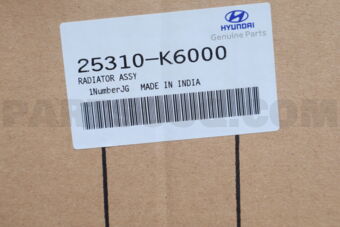 HYUNDAI
Genuine Parts
25310-K6000
RADIATOR ASSY
1NumberJG MADE IN INDIA